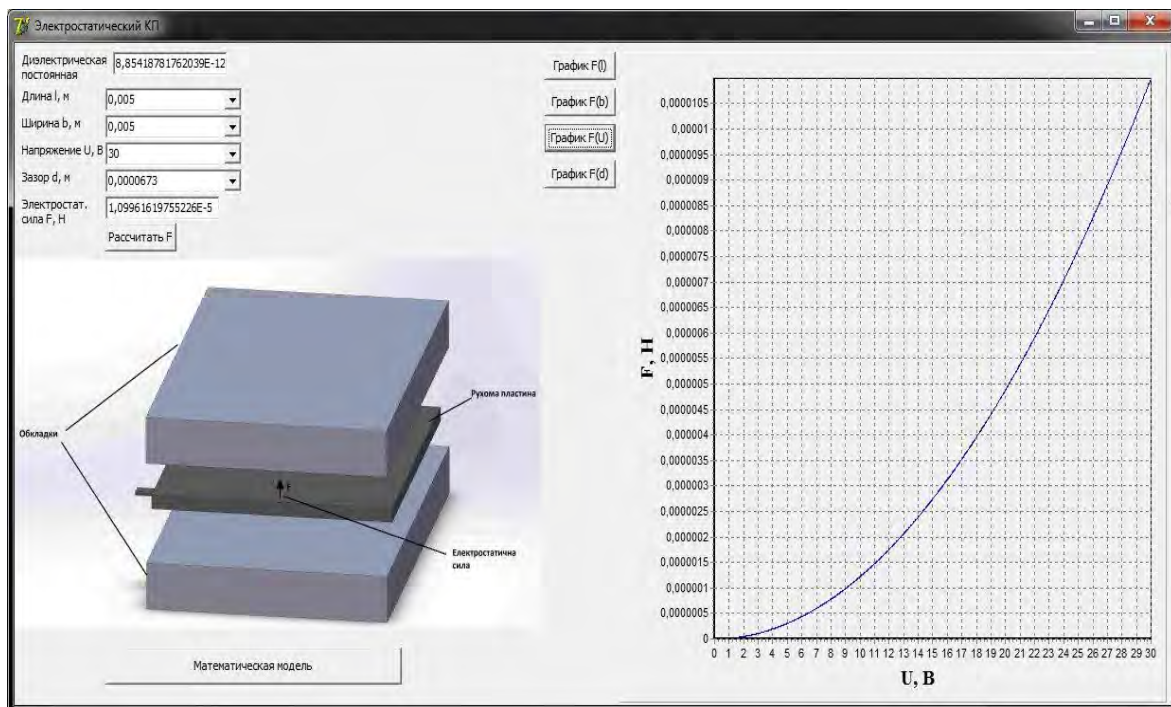 Электростатический КП
Диэлектрическая
постоянная
8,85418781762039E-12
Длина l, м
0,005
Ширина b, м
0,005
Напряжение U, В
30
Зазор d, м
0,0000673
Электростат.
сила F, Н
1,09961619755226E-5
Рассчитать F
График F(l)
График F(b)
График F(U)
График F(d)
Обкладки
Рухома пластина
F
Електростатична
сила
Математическая модель
F, Н
0,0000105
0,00001
0,0000095
0,000009
0,0000085
0,000008
0,0000075
0,000007
0,0000065
0,000006
0,0000055
0,000005
0,0000045
0,000004
0,0000035
0,000003
0,0000025
0,000002
0,0000015
0,000001
0,0000005
0
0 1 2 3 4 5 6 7 8 9 10 11 12 13 14 15 16 17 18 19 20 21 22 23 24 25 26 27 28 29 30
U, В